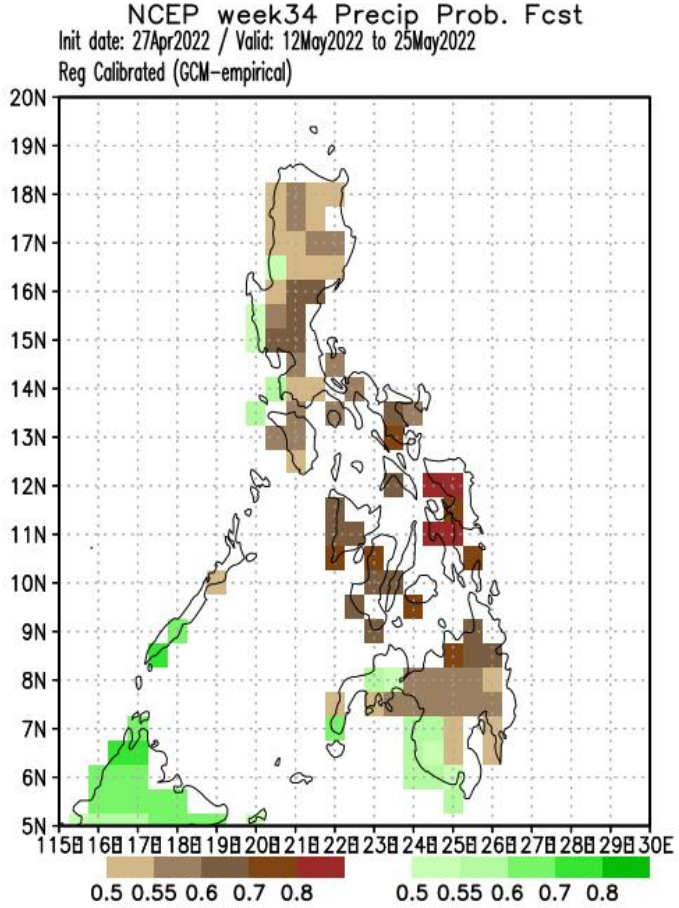 NCEP week34 Precip Prob. Fcst
Init date: 27Apr2022 / Valid: 12May2022 to 25May2022
Reg Calibrated (GCM-empirical)
20N
19N
18N
17N
16N
15N
14N
13N
12N
11N
10N
9N
8N
7N
6N
5N
115E 116E 117E 118E 119E 120E 121E 122E 123E 124E 125E 126E 127E 128E 129E 130E
0.5 0.55 0.6 0.7 0.8 0.5 0.55 0.6 0.7 0.8